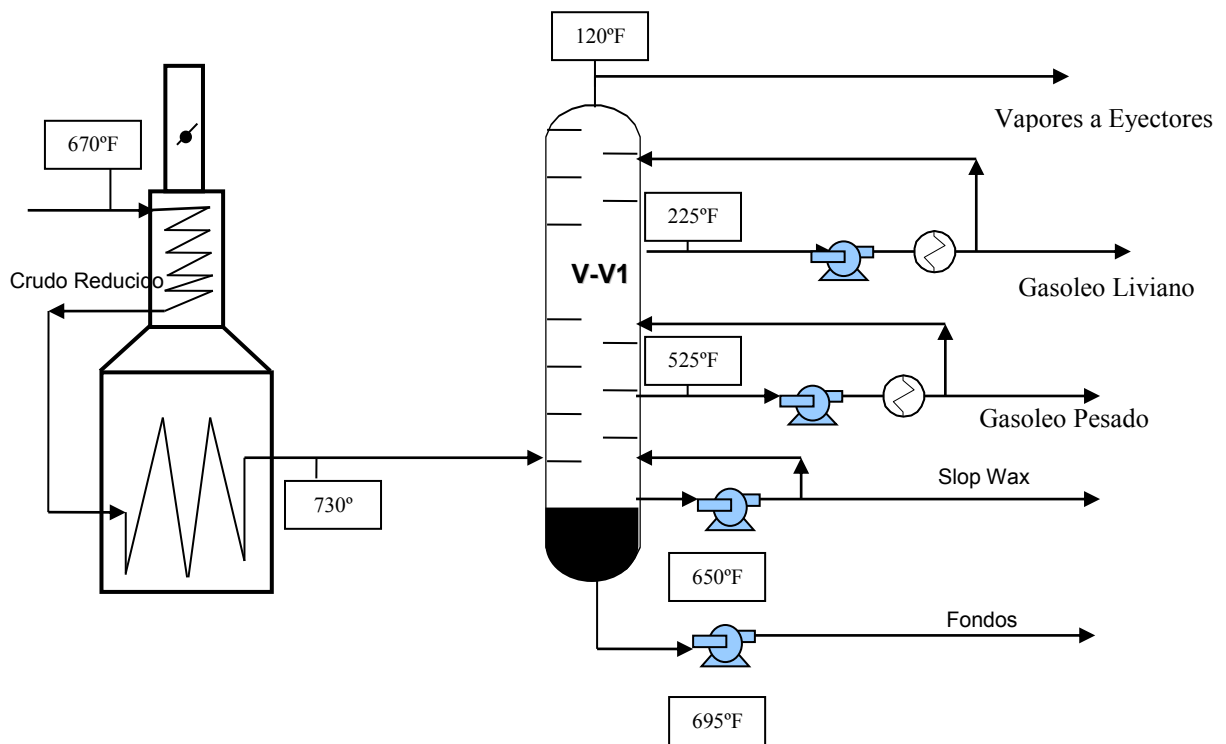 120ºF
Vapores a Eyectores
670ºF
225ºF
V-V1
Crudo Reducido
Gasoleo Liviano
525ºF
Gasoleo Pesado
730º
Slop Wax
650ºF
Fondos
695ºF